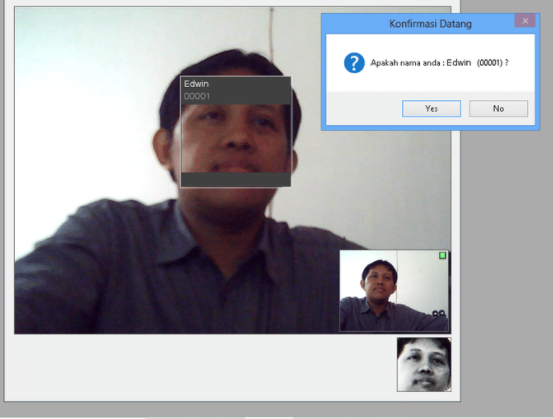 Konfirmasi Datang
Apakah nama anda : Edwin (00001) ?
Yes
No
Edwin
00001